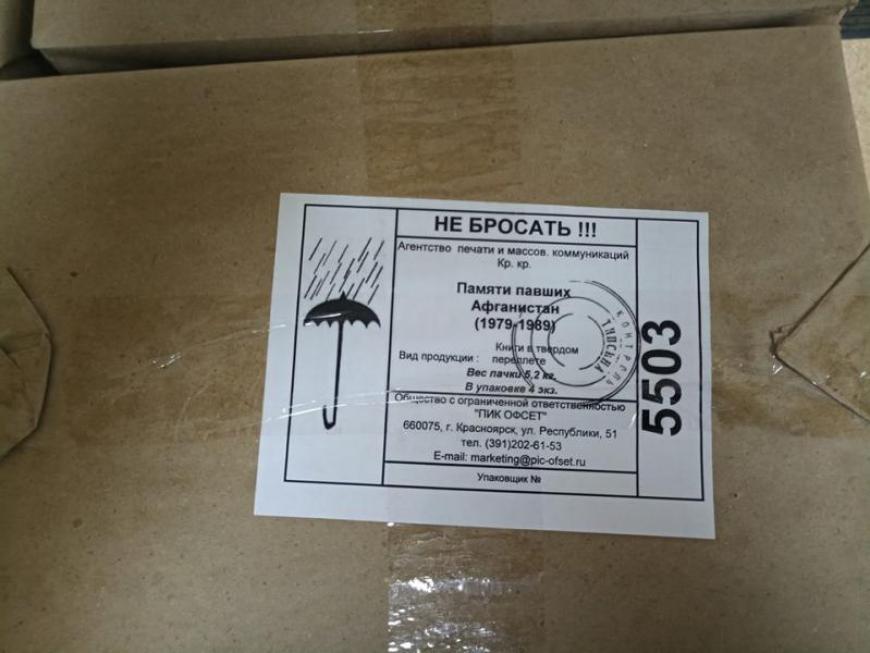 НЕ БРОСАТЬ !!!
Агентство печати и массов. коммуникаций
Кр. кр.
Памяти павших
Афганистан
(1979-1989)
Книги в твердом
Вид продукции : переплете
Вес пачки 5,2 кг.
В упаковке 4 экз.
Общество с ограниченной ответственностью
"ПИК ОФСЕТ"
660075, г. Красноярск, ул. Республики, 51
тел. (391)202-61-53
E-mail: marketing@pic-ofset.ru
Упаковщик №
5503
контроль